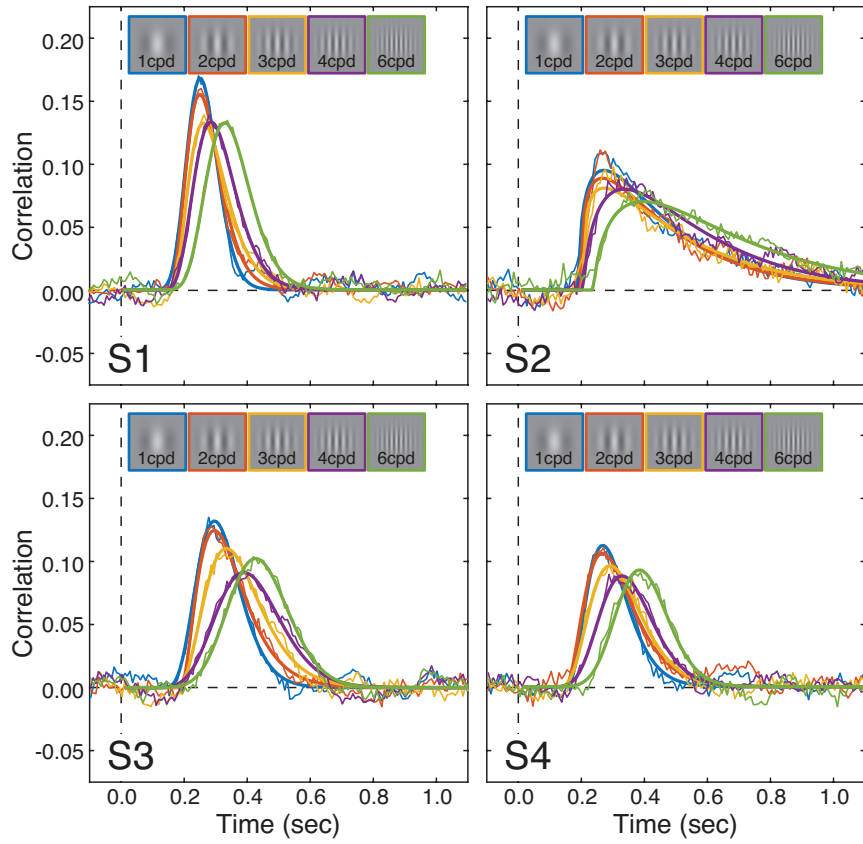 0.20
0.15
0.10
0.05
0.00
-0.05
Correlation
1cpd 2cpd 3cpd 4cpd 6cpd
S1
1cpd 2cpd 3cpd 4cpd 6cpd
S2
0.20
0.15
0.10
0.05
0.00
-0.05
Correlation
1cpd 2cpd 3cpd 4cpd 6cpd
S3
0.0 0.2 0.4 0.6 0.8 1.0
Time (sec)
1cpd 2cpd 3cpd 4cpd 6cpd
S4
0.0 0.2 0.4 0.6 0.8 1.0
Time (sec)